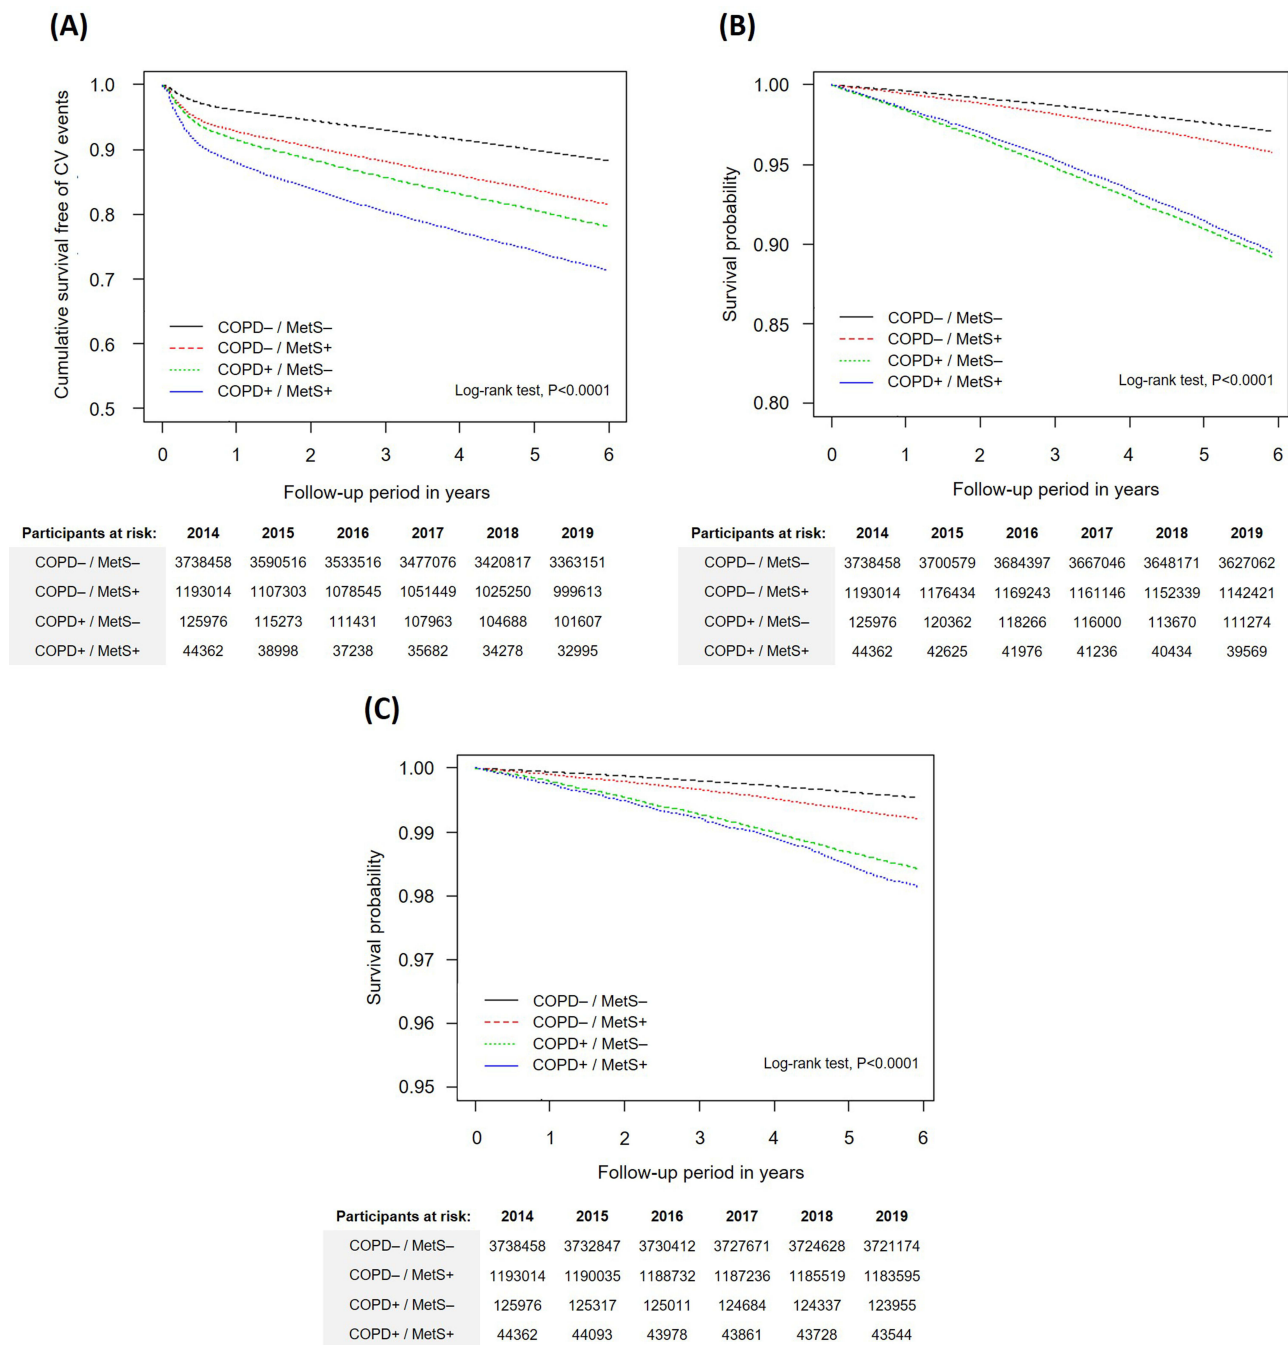 (A)
Cumulative survival free of CV events
1.0
0.9
0.8
0.7
0.6
0.5
COPD– / MetS–
COPD– / MetS+
COPD+ / MetS–
COPD+ / MetS+
Log-rank test, P<0.0001
0 1 2 3 4 5 6
Follow-up period in years
Participants at risk: 2014 2015 2016 2017 2018 2019
COPD– / MetS– 3738458 3590516 3533516 3477076 3420817 3363151
COPD– / MetS+ 1193014 1107303 1078545 1051449 1025250 999613
COPD+ / MetS– 125976 115273 111431 107963 104688 101607
COPD+ / MetS+ 44362 38998 37238 35682 34278 32995
(B)
Survival probability
1.00
0.95
0.90
0.85
0.80
COPD– / MetS–
COPD– / MetS+
COPD+ / MetS–
COPD+ / MetS+
Log-rank test, P<0.0001
0 1 2 3 4 5 6
Follow-up period in years
Participants at risk: 2014 2015 2016 2017 2018 2019
COPD– / MetS– 3738458 3700579 3684397 3667046 3648171 3627062
COPD– / MetS+ 1193014 1176434 1169243 1161146 1152339 1142421
COPD+ / MetS– 125976 120362 118266 116000 113670 111274
COPD+ / MetS+ 44362 42625 41976 41236 40434 39569
(C)
Survival probability
1.00
0.99
0.98
0.97
0.96
0.95
COPD– / MetS–
COPD– / MetS+
COPD+ / MetS–
COPD+ / MetS+
Log-rank test, P<0.0001
0 1 2 3 4 5 6
Follow-up period in years
Participants at risk: 2014 2015 2016 2017 2018 2019
COPD– / MetS– 3738458 3732847 3730412 3727671 3724628 3721174
COPD– / MetS+ 1193014 1190035 1188732 1187236 1185519 1183595
COPD+ / MetS– 125976 125317 125011 124684 124337 123955
COPD+ / MetS+ 44362 44093 43978 43861 43728 43544